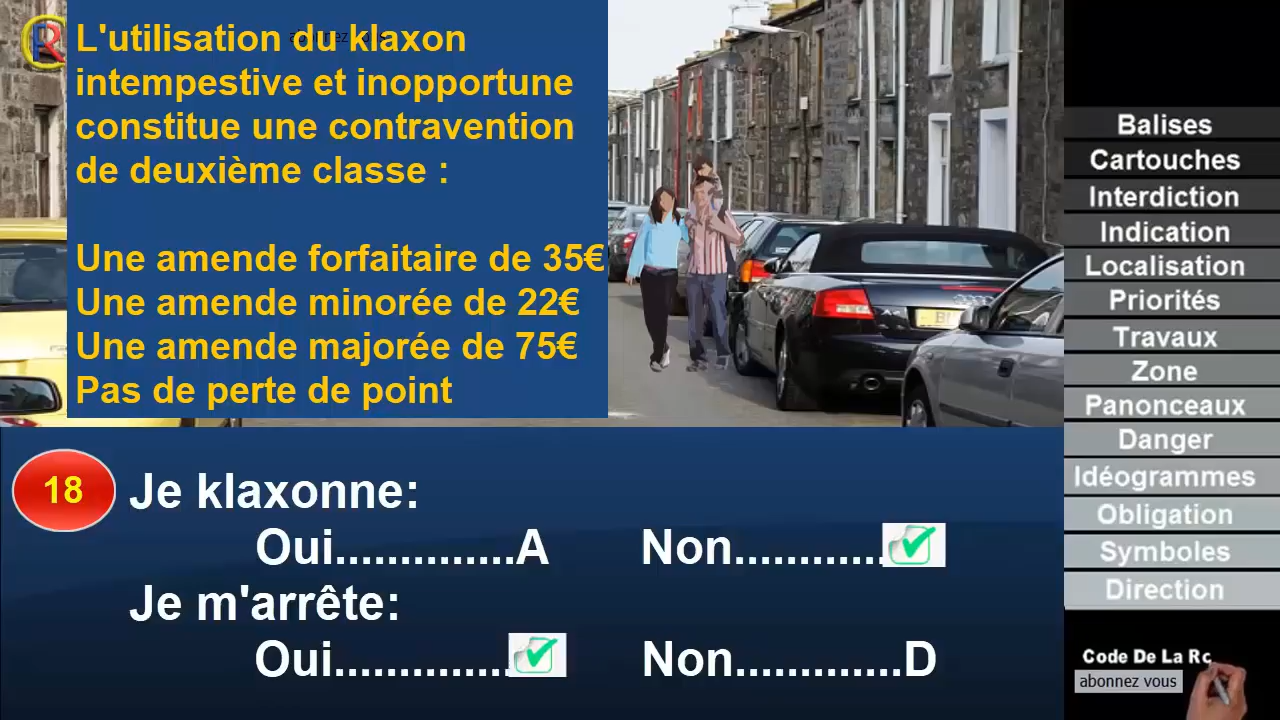 L'utilisation du klaxon
intempestive et inopportune
constitue une contravention
de deuxième classe :
Une amende forfaitaire de 35€
Une amende minorée de 22€
Une amende majorée de 75€
Pas de perte de point
18 Je klaxonne:
Oui..............A Non............
Je m'arrête:
Oui.............. Non.............D
Balises
Cartouches
Interdiction
Indication
Localisation
Priorités
Travaux
Zone
Panonceaux
Danger
Idéogrammes
Obligation
Symboles
Direction
Code De La Rc
abonnez vous